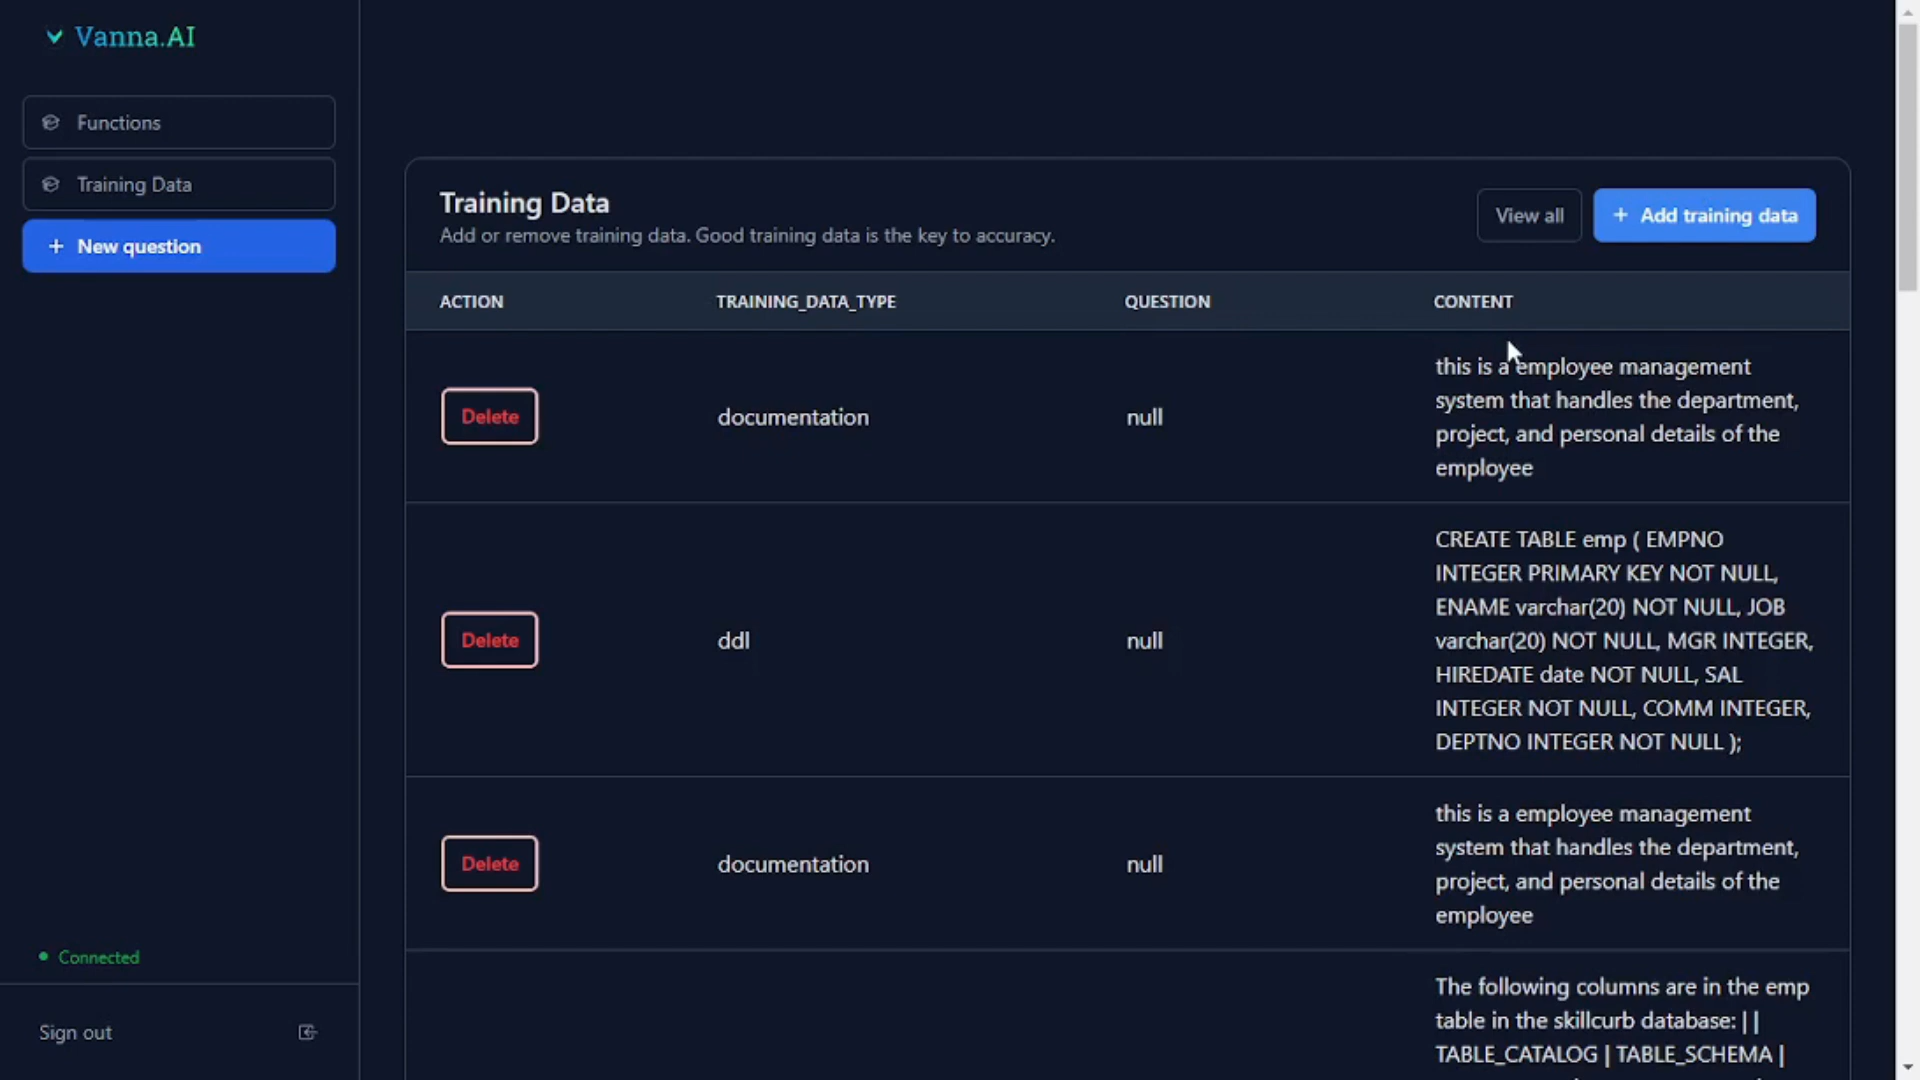 Vanna.AI
Functions
Training Data
+ New question
Connected
Sign out
Training Data
Add or remove training data. Good training data is the key to accuracy.
View all
+ Add training data
ACTION TRAINING_DATA_TYPE QUESTION CONTENT
Delete documentation null
this is a employee management
system that handles the department,
project, and personal details of the
employee
Delete ddl null
CREATE TABLE emp ( EMPNO
INTEGER PRIMARY KEY NOT NULL,
ENAME varchar(20) NOT NULL, JOB
varchar(20) NOT NULL, MGR INTEGER,
HIREDATE date NOT NULL, SAL
INTEGER NOT NULL, COMM INTEGER,
DEPTNO INTEGER NOT NULL );
Delete documentation null
this is a employee management
system that handles the department,
project, and personal details of the
employee
The following columns are in the emp
table in the skillcurb database: | |
TABLE_CATALOG | TABLE_SCHEMA |